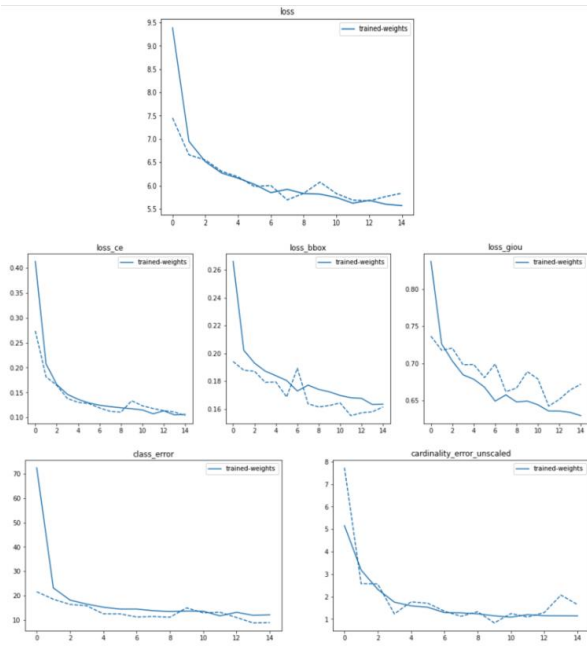 loss
trained-weights
9.5
9.0
8.5
8.0
7.5
7.0
6.5
6.0
5.5
0 2 4 6 8 10 12 14
loss_ce
trained-weights
0.40
0.35
0.30
0.25
0.20
0.15
0.10
0 2 4 6 8 10 12 14
loss_bbox
trained-weights
0.26
0.24
0.22
0.20
0.18
0.16
0 2 4 6 8 10 12 14
loss_giou
trained-weights
0.80
0.75
0.70
0.65
0 2 4 6 8 10 12 14
class_error
trained-weights
70
60
50
40
30
20
10
0 2 4 6 8 10 12 14
cardinality_error_unscaled
trained-weights
8
7
6
5
4
3
2
1
0 2 4 6 8 10 12 14